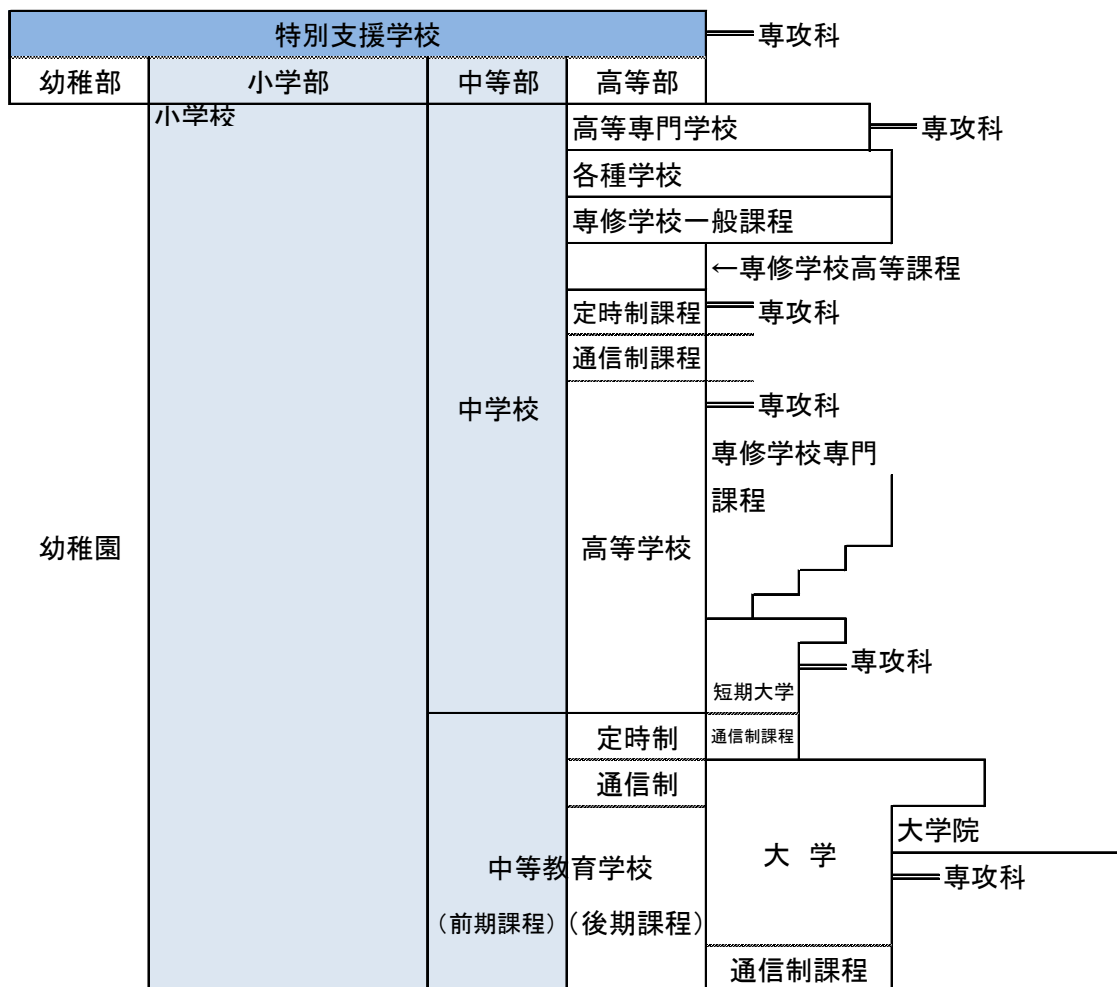 特別支援学校
専攻科
幼稚部
小学部
中等部
高等部
小学校
高等専門学校
専攻科
各種学校
専修学校一般課程
←専修学校高等課程
定時制課程
専攻科
通信制課程
中学校
専攻科
専修学校専門
課程
幼稚園
高等学校
専攻科
短期大学
定時制
通信制課程
通信制
大学院
大 学
中等教育学校
専攻科
（前期課程）
（後期課程）
通信制課程